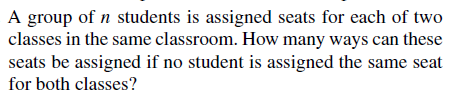 A group of n students is assigned seats for each of two
classes in the same classroom. How many ways can these
seats be assigned if no student is assigned the same seat
for both classes?